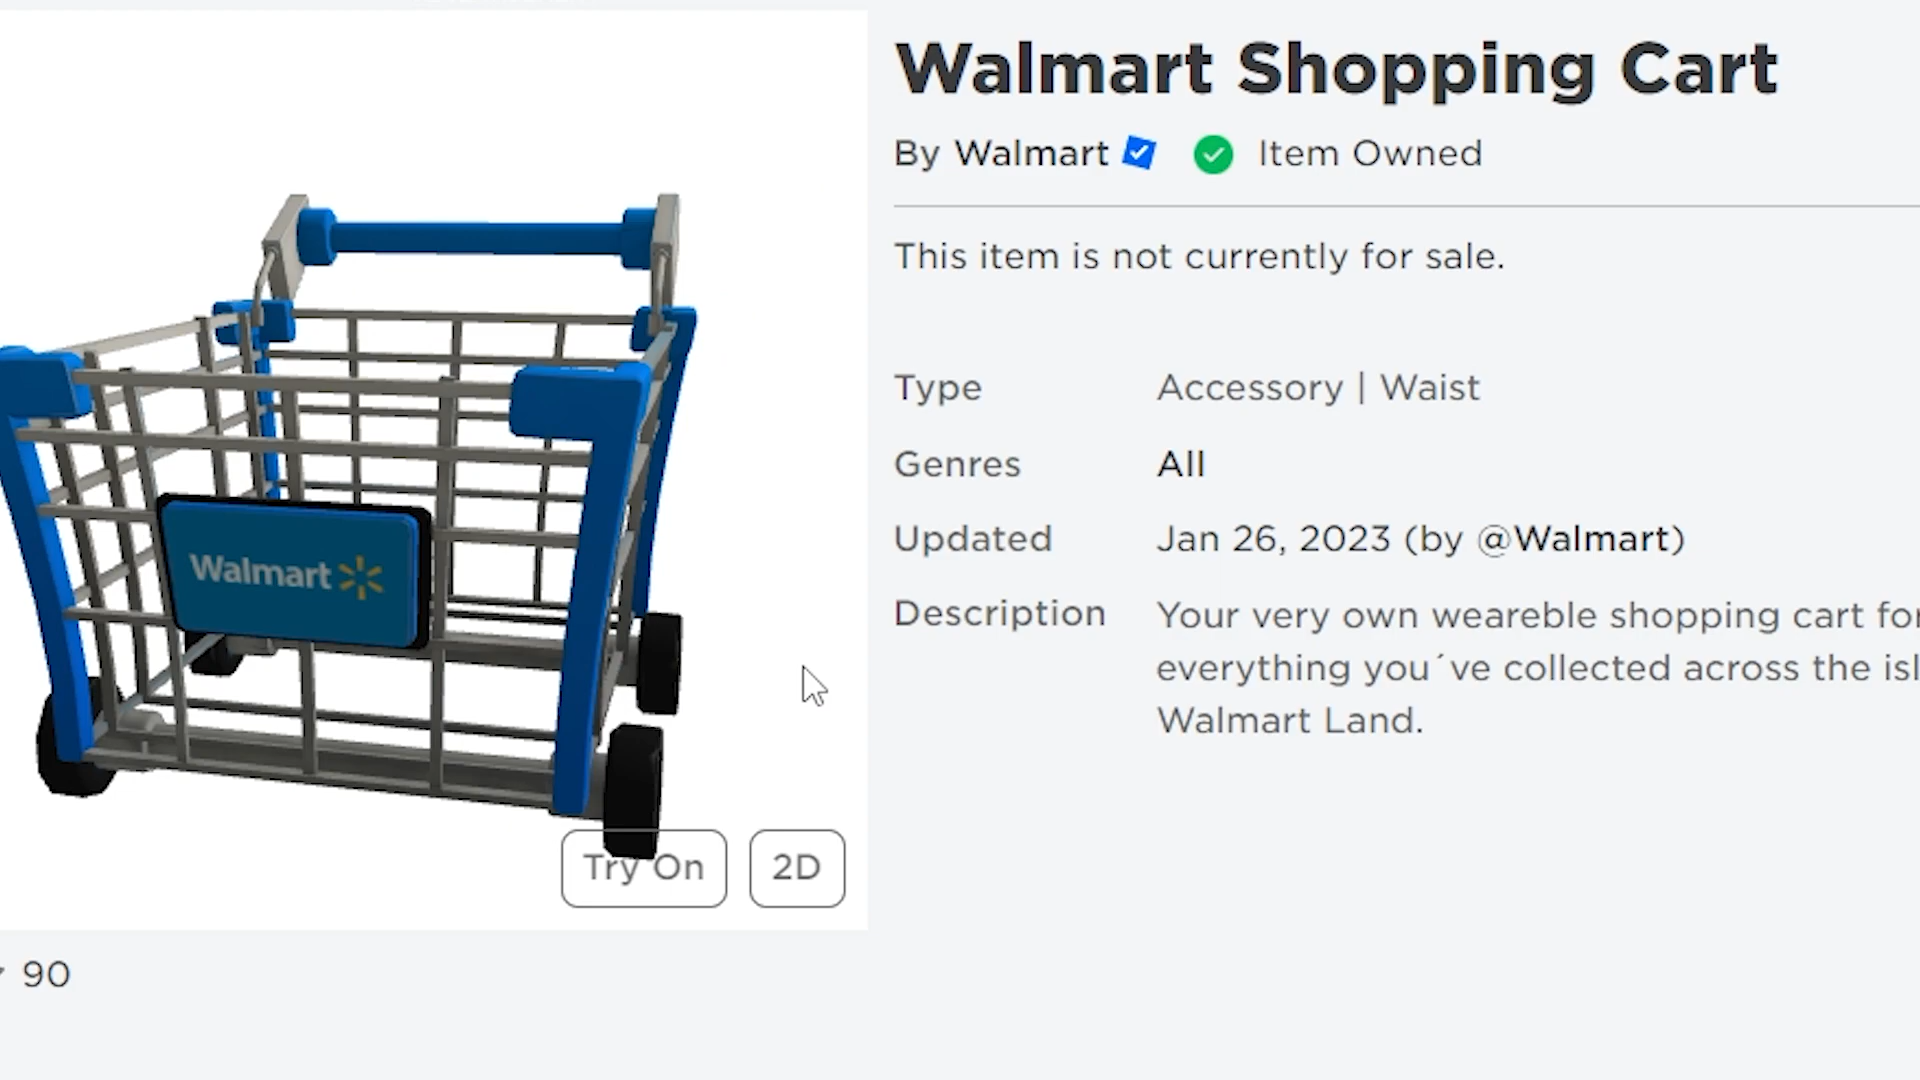 Walmart Shopping Cart
By Walmart Item Owned
This item is not currently for sale.
Type Accessory | Waist
Genres All
Updated Jan 26, 2023 (by @Walmart)
Description Your very own weareble shopping cart for
everything you´ve collected across the isl
Walmart Land.
Walmart
Try On 2D
90